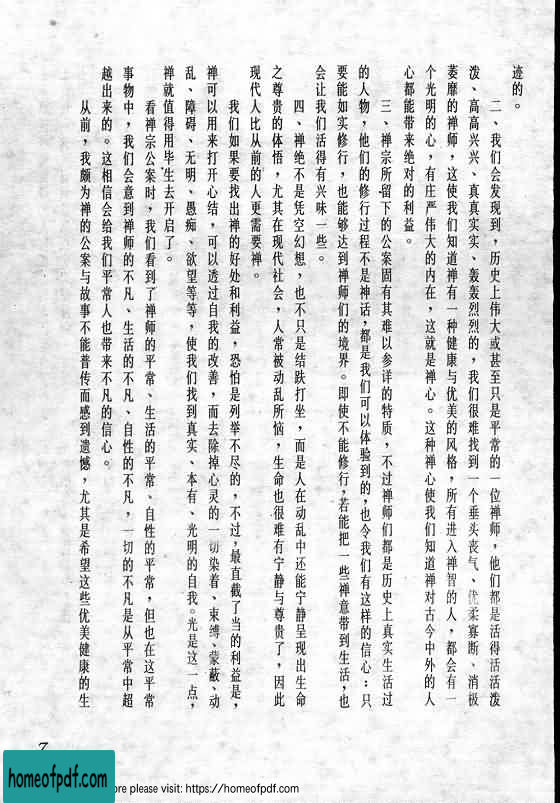 迹的。
二、我们会发现到，历史上伟大或甚至只是平常的一位禅师，他们都是活得活活泼
泼、高高兴兴、真真实实、轰轰烈烈的，我们很难找到一个垂头丧气、优柔寡断、消极
萎靡的禅师，这使我们知道禅有一种健康与优美的风格，所有进入禅智的人，都会有一
个光明的心，有庄严伟大的内在，这就是禅心。这种禅心使我们知道禅对古今中外的人
心都能带来绝对的利益。
三、禅宗所留下的公案固有其难以参详的特质，不过禅师们都是历史上真实生活过
的人物，他们的修行过程不是神话，都是我们可以体验到的，也令我们有这样的信心：只
要能如实修行，也能够达到禅师们的境界。即使不能修行，若能把一些禅意带到生活，也
会让我们活得有兴味一些。
四、禅绝不是凭空幻想，也不只是结跌打坐，而是人在动乱中还能宁静呈现出生命
之尊贵的体悟，尤其在现代社会，人常被动乱所恼，生命也很难有宁静与尊贵了，因此
现代人比从前的人更需要禅。
我们如果要找出禅的好处和利益，恐怕是列举不尽的，不过，最直截了当的利益是，
禅可以用来打开心结，可以透过自我的改善，而去除掉心灵的一切染着、束缚、蒙蔽、动
乱、障碍、无明、愚痴、欲望等等，使我们找到真实、本有、光明的自我。光是这一点，
禅就值得用毕生去开启了。
看禅宗公案时，我们看到了禅师的平常、生活的平常、自性的平常，但也在这平常
事物中，我们会意到禅师的不凡、生活的不凡、自性的不凡，一切的不凡是从平常中超
越出来的。这相信会给我们平常人也带来不凡的信心。
从前，我颇为禅的公案与故事不能普传而感到遗憾，尤其是希望这些优美健康的生
7
homeofpdf.com
ore please visit: https://homeofpdf.com